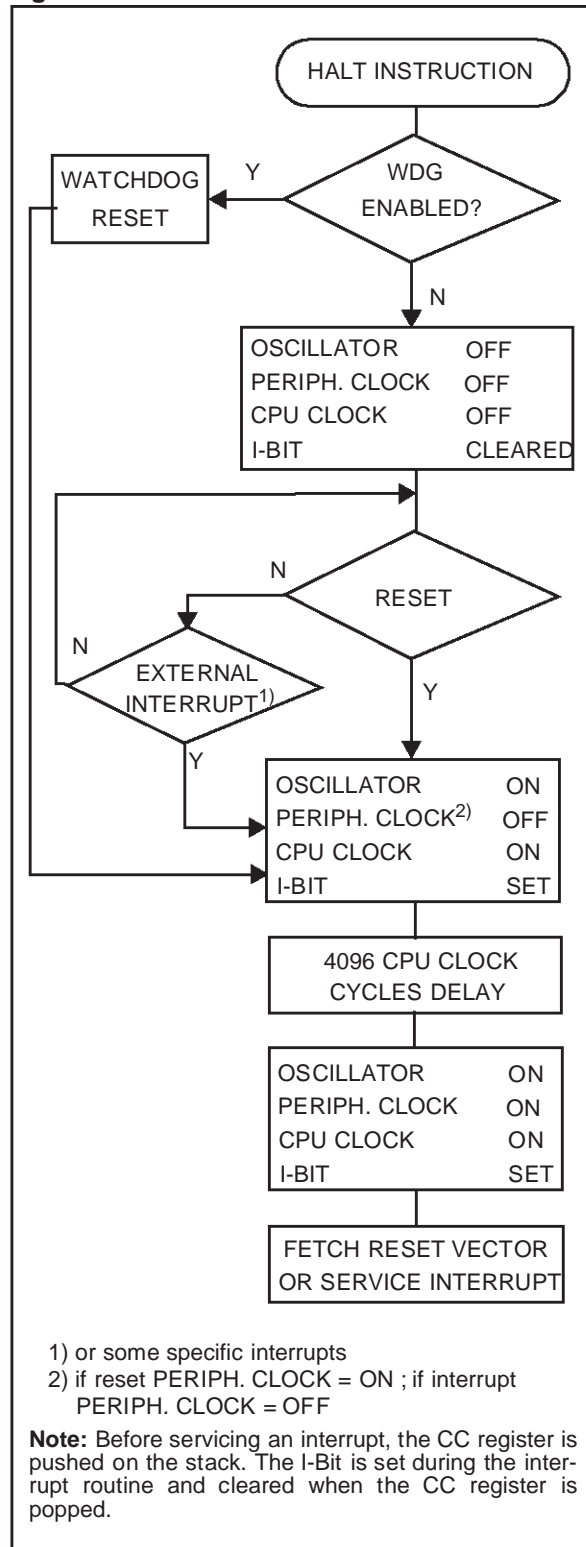 HALT INSTRUCTION
WDG
ENABLED?
Y
WATCHDOG
RESET
N
OSCILLATOR OFF
PERIPH. CLOCK OFF
CPU CLOCK OFF
I-BIT CLEARED
RESET
N
EXTERNAL
INTERRUPT1)
N
Y
Y
OSCILLATOR ON
PERIPH. CLOCK2) OFF
CPU CLOCK ON
I-BIT SET
4096 CPU CLOCK
CYCLES DELAY
OSCILLATOR ON
PERIPH. CLOCK ON
CPU CLOCK ON
I-BIT SET
FETCH RESET VECTOR
OR SERVICE INTERRUPT
1) or some specific interrupts
2) if reset PERIPH. CLOCK = ON ; if interrupt
PERIPH. CLOCK = OFF
Note: Before servicing an interrupt, the CC register is
pushed on the stack. The I-Bit is set during the inter-
rupt routine and cleared when the CC register is
popped.